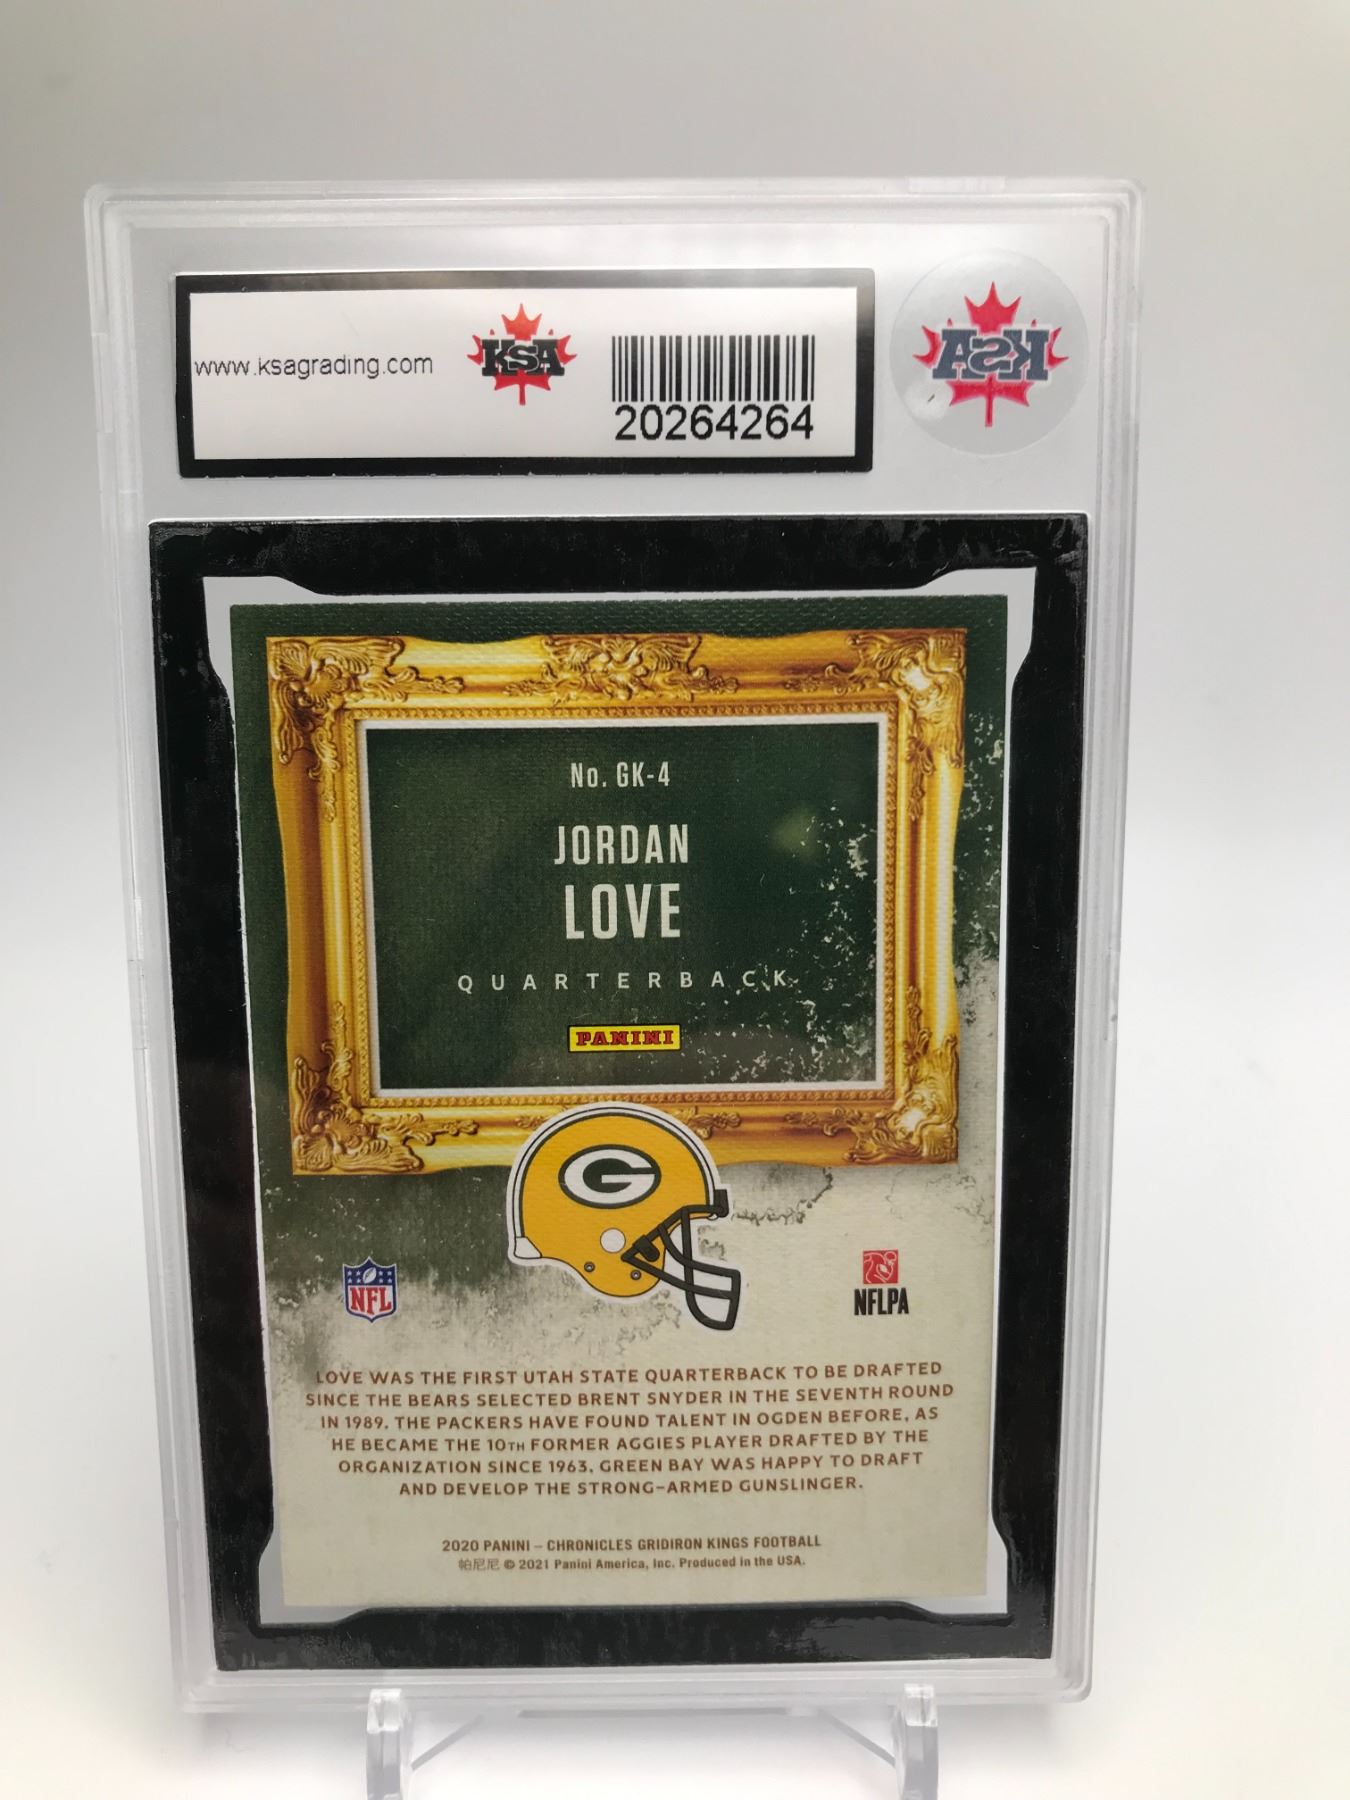 www.ksagrading.com
KSA
20264264
KSA
No. GK-4
JORDAN
LOVE
QUARTERBACK
PANINI
G
NFL
NFLPA
LOVE WAS THE FIRST UTAH STATE QUARTERBACK TO BE DRAFTED
SINCE THE BEARS SELECTED BRENT SNYDER IN THE SEVENTH ROUND
IN 1989. THE PACKERS HAVE FOUND TALENT IN OGDEN BEFORE, AS
HE BECAME THE 10TH FORMER AGGIES PLAYER DRAFTED BY THE
ORGANIZATION SINCE 1963. GREEN BAY WAS HAPPY TO DRAFT
AND DEVELOP THE STRONG-ARMED GUNSLINGER.
2020 PANINI – CHRONICLES GRIDIRON KINGS FOOTBALL
帕尼尼 © 2021 Panini America, Inc. Produced in the USA.